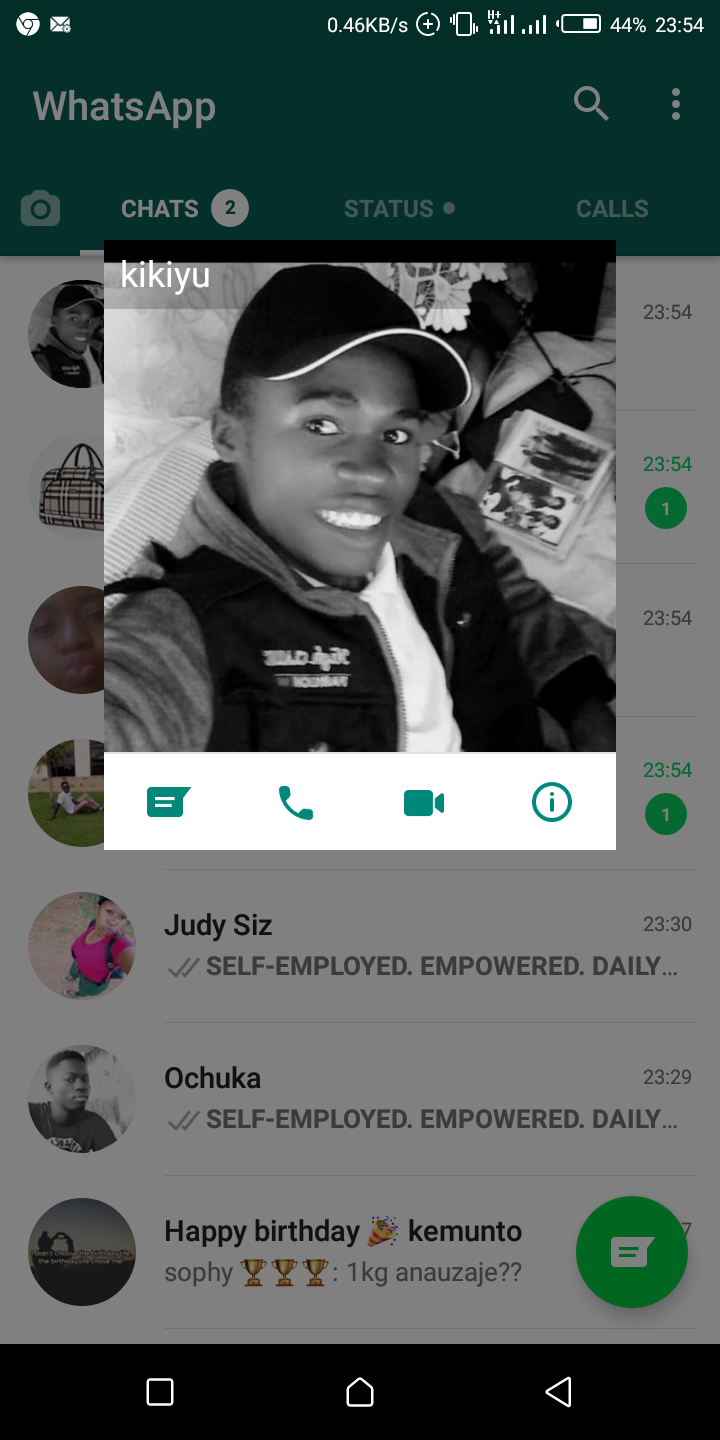 0.46KB/s H+ 44% 23:54
WhatsApp
CHATS 2 STATUS CALLS
kikiyu
23:54
23:54
1
23:54
23:54
1
Judy Siz 23:30
SELF-EMPLOYED. EMPOWERED. DAILY...
Ochuka 23:29
SELF-EMPLOYED. EMPOWERED. DAILY...
Happy birthday 🎉 kemunto 7
sophy 🏆🏆🏆: 1kg anauzaje??